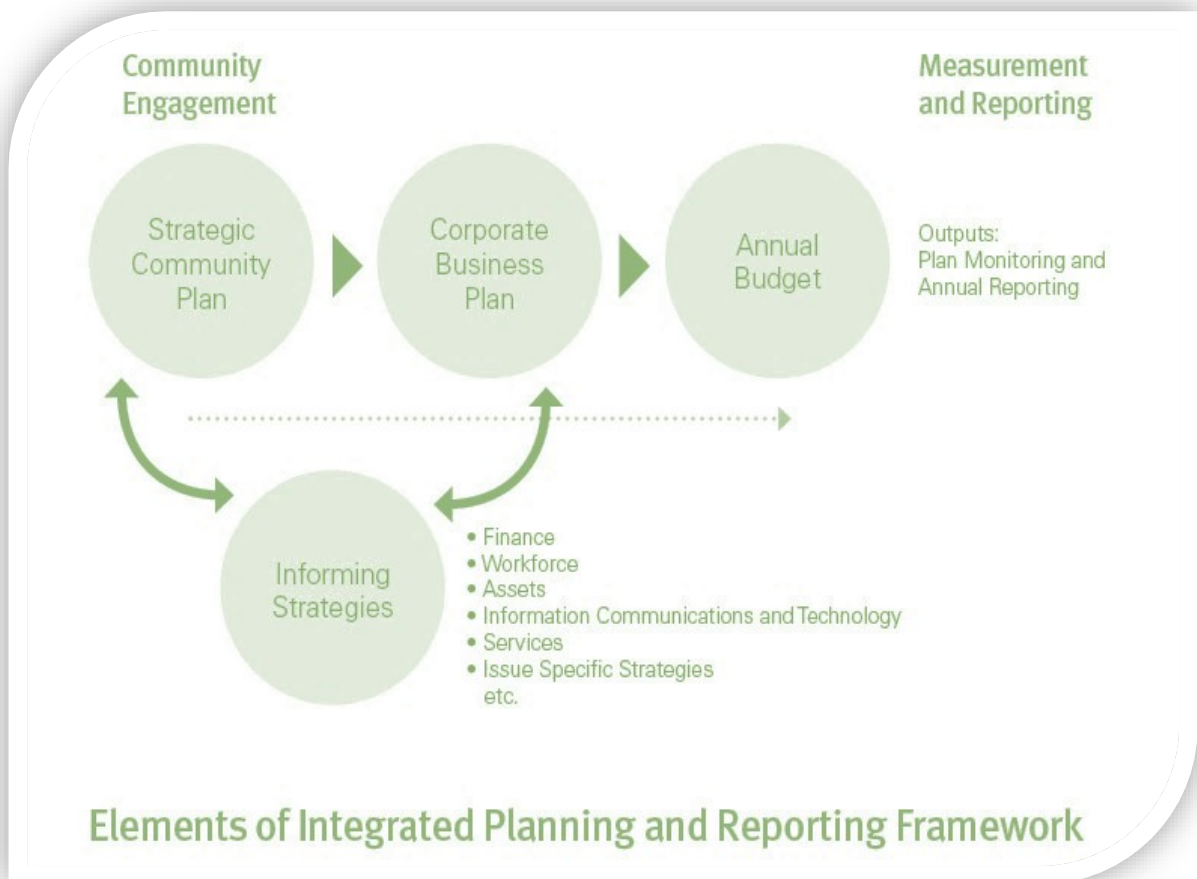 Community
Engagement
Measurement
and Reporting
Strategic
Community
Plan
Corporate
Business
Plan
Annual
Budget
Outputs:
Plan Monitoring and
Annual Reporting
Informing
Strategies
• Finance
• Workforce
• Assets
• Information Communications and Technology
• Services
• Issue Specific Strategies
etc.
Elements of Integrated Planning and Reporting Framework